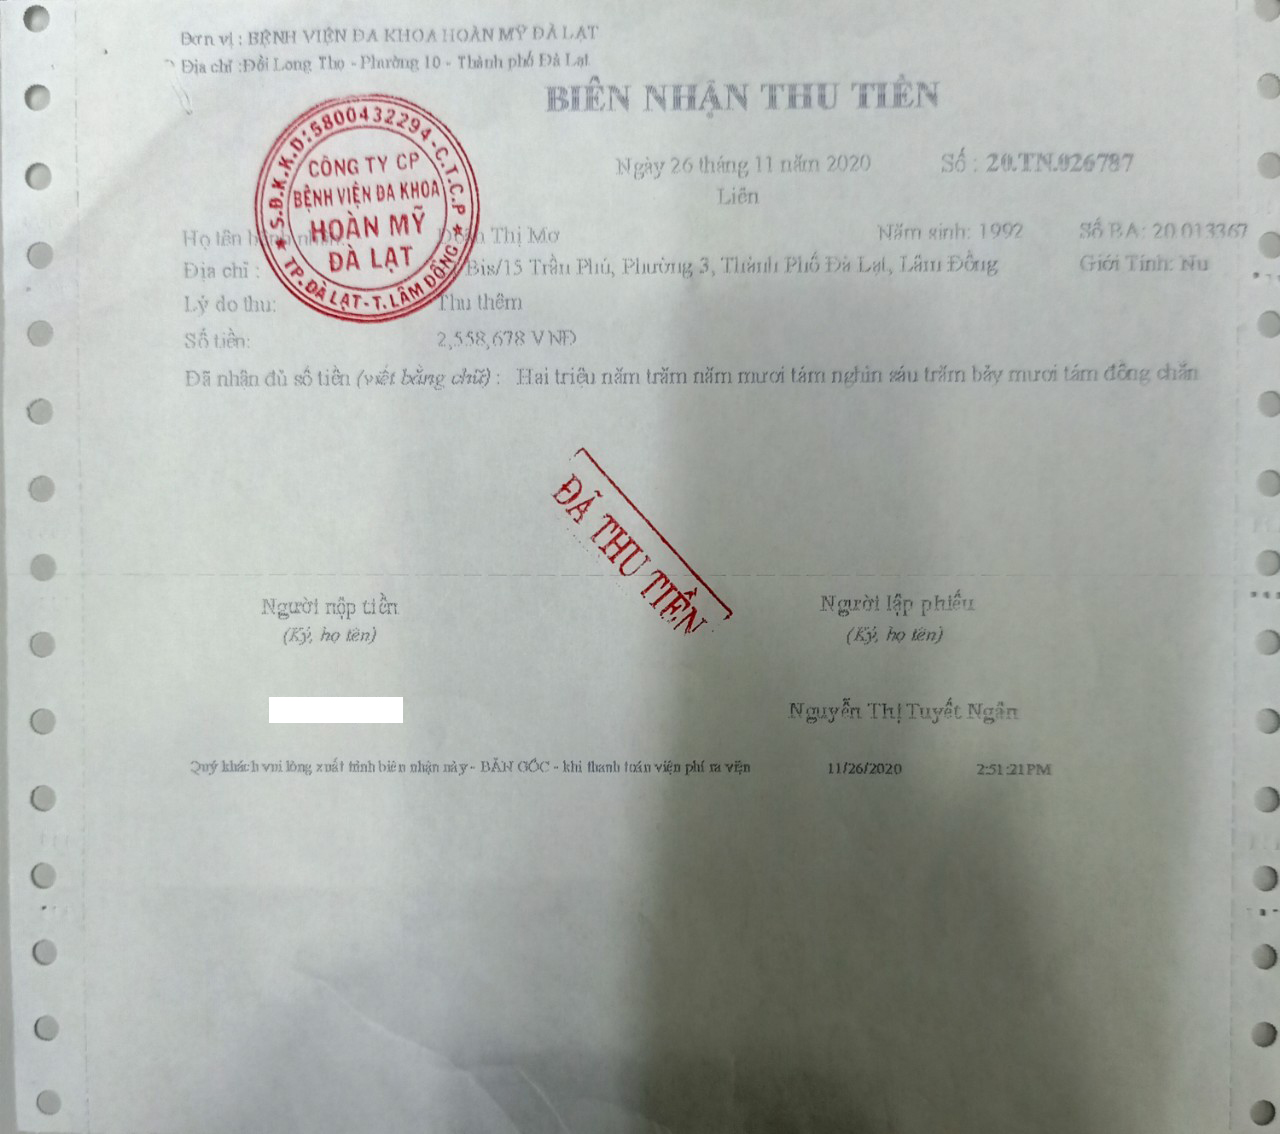 Đơn vị : BỆNH VIỆN ĐA KHOA HOÀN MỸ ĐÀ LẠT
Địa chỉ :Đồi Long Thọ - Phường 10 - Thành phố Đà Lạt
BIÊN NHẬN THU TIỀN
Ngày 26 tháng 11 năm 2020 Số : 20.TN.026787
Liên
S.Đ.K.K.D:5800432294-C.T.C.P
CÔNG TY CP
BỆNH VIỆN ĐA KHOA
HOÀN MỸ
ĐÀ LẠT
TP.ĐÀ LẠT-T.LÂM ĐỒNG
Họ tên bệnh nhân: Thị Mơ Năm sinh: 1992 Số BA: 20 013367
Địa chỉ : Bis/15 Trần Phú, Phường 3, Thành Phố Đà Lạt, Lâm Đồng Giới Tính: Nu
Lý do thu: Thu thêm
Số tiền: 2,558,678 VNĐ
Đã nhận đủ số tiền (viết bằng chữ) : Hai triệu năm trăm năm mươi tám nghìn sáu trăm bảy mươi tám đồng chẵn
ĐÃ THU TIỀN
Người nộp tiền Người lập phiếu
(Ký, họ tên) (Ký, họ tên)
Nguyễn Thị Tuyết Ngân
Quý khách vui lòng xuất trình biên nhận này - BẢN GỐC - khi thanh toán viện phí ra viện 11/26/2020 2:51:21PM